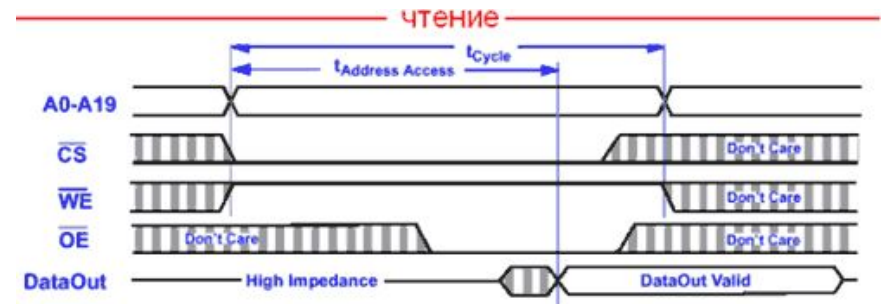 чтение
tCycle
tAddress Access
A0-A19
CS Don't Care
WE Don't Care
OE Don't Care Don't Care
DataOut High Impedance DataOut Valid